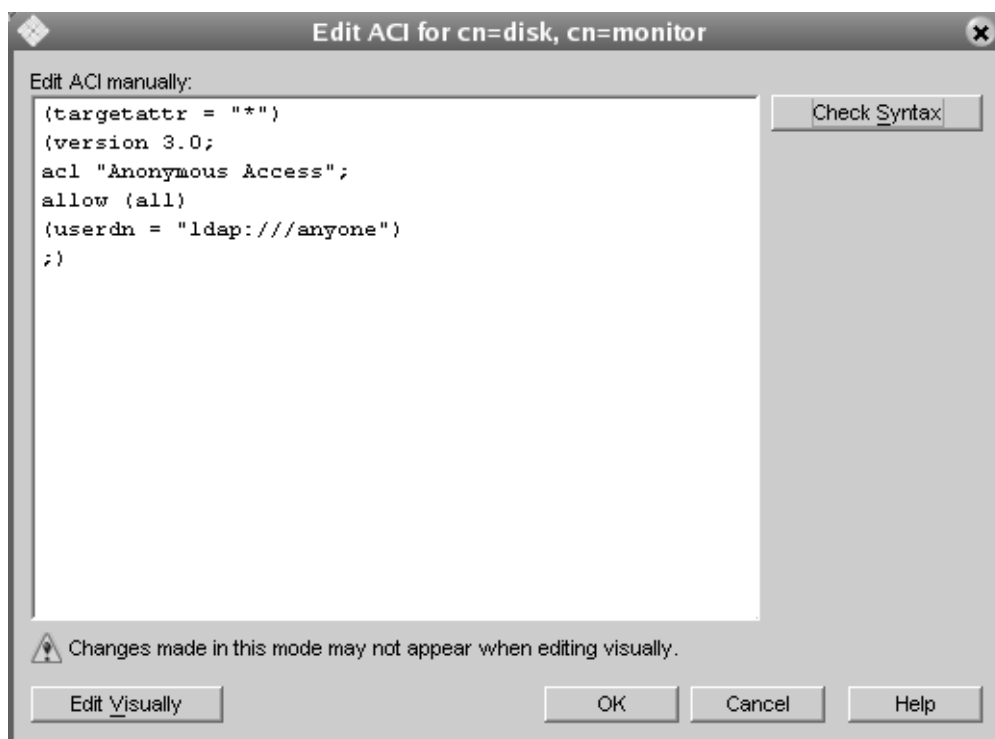 Edit ACI for cn=disk, cn=monitor
Edit ACI manually:
(targetattr = "*")
(version 3.0;
acl "Anonymous Access";
allow (all)
(userdn = "ldap:///anyone")
;)
Check Syntax
Changes made in this mode may not appear when editing visually.
Edit Visually
OK
Cancel
Help